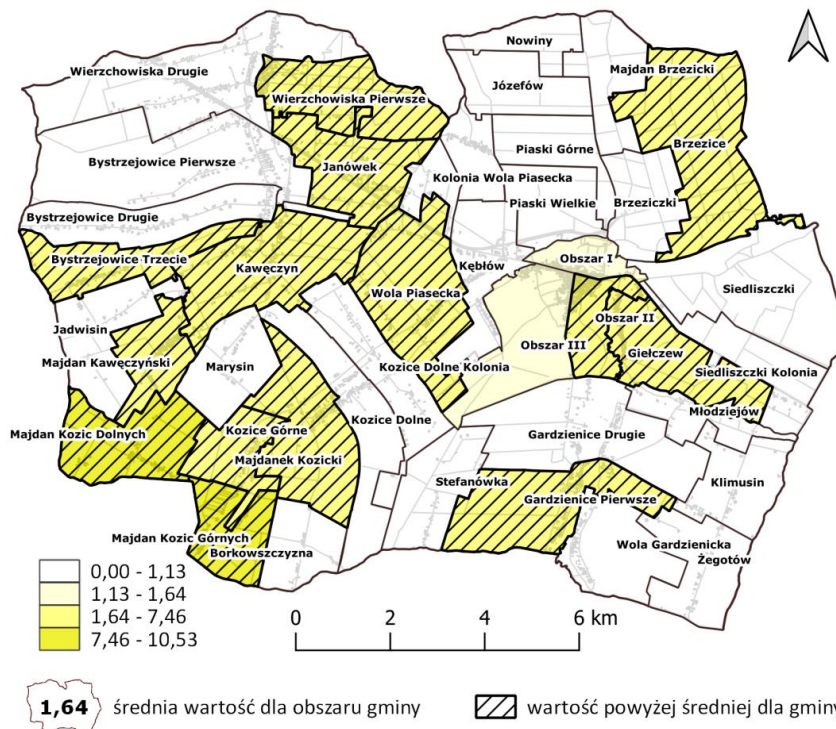 Nowiny
Wierzchowiska Drugie
Majdan Brzezicki
Józefów
Wierzchowiska Pierwsze
Brzezice
Piaski Górne
Bystrzejowice Pierwsze
Janówek
Kolonia Wola Piasecka
Piaski Wielkie
Brzeziczki
Bystrzejowice Drugie
Bystrzejowice Trzecie
Obszar I
Kawęczyn
Kębłów
Siedliszczki
Wola Piasecka
Obszar II
Jadwisin
Obszar III
Giełczew
Majdan Kawęczyński
Marysin
Kozice Dolne Kolonia
Siedliszczki Kolonia
Młodziejów
Kozice Dolne
Majdan Kozic Dolnych
Kozice Górne
Gardzienice Drugie
Majdanek Kozicki
Stefanówka
Klimusin
Gardzienice Pierwsze
Majdan Kozic Górnych
Borkowszczyzna
Wola Gardzienicka
Żegotów
0,00 - 1,13
1,13 - 1,64
1,64 - 7,46
7,46 - 10,53
0 2 4 6 km
1,64 średnia wartość dla obszaru gminy
wartość powyżej średniej dla gminy